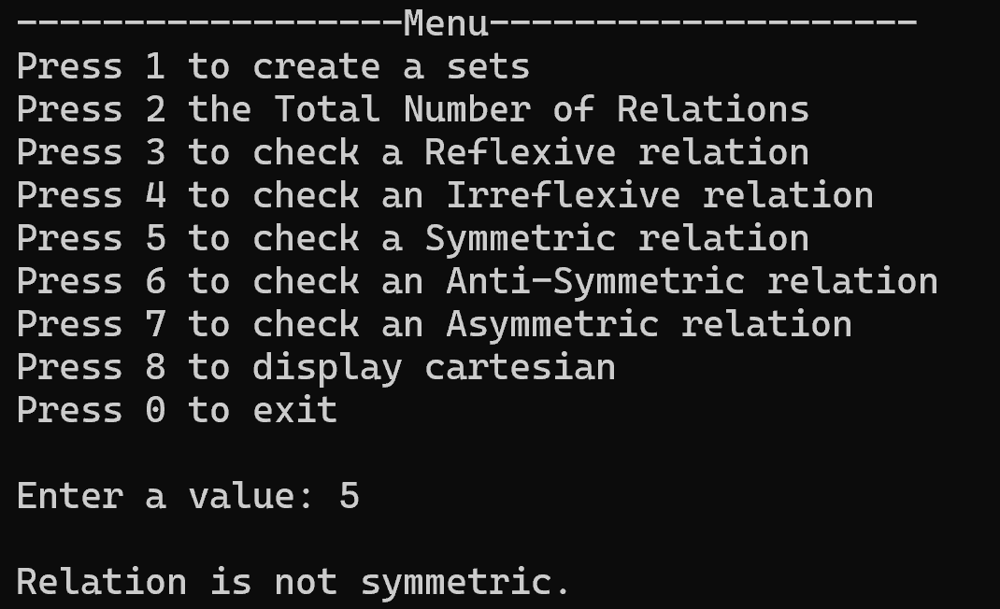 ------------------Menu--------------------
Press 1 to create a sets
Press 2 the Total Number of Relations
Press 3 to check a Reflexive relation
Press 4 to check an Irreflexive relation
Press 5 to check a Symmetric relation
Press 6 to check an Anti-Symmetric relation
Press 7 to check an Asymmetric relation
Press 8 to display cartesian
Press 0 to exit
Enter a value: 5
Relation is not symmetric.